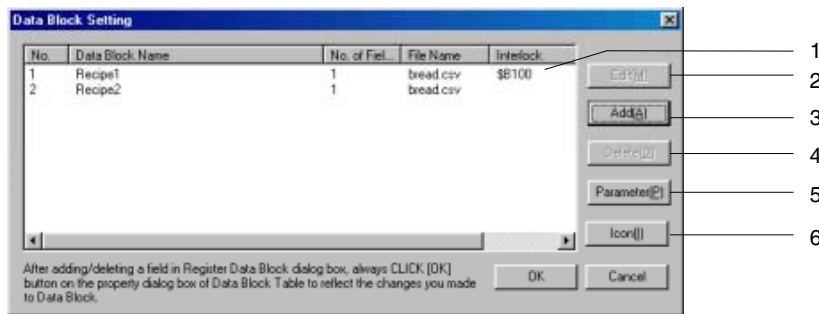 Data Block Setting
No. Data Block Name No. of Fiel... File Name Interlock
1 Recipe1 1 bread.csv $B100
2 Recipe2 1 bread.csv
1
Edit(M)
2
Add(A)
3
Delete(D)
4
Parameter(P)
5
Icon(I)
6
After adding/deleting a field in Register Data Block dialog box, always CLICK [OK]
button on the property dialog box of Data Block Table to reflect the changes you made
to Data Block.
OK Cancel